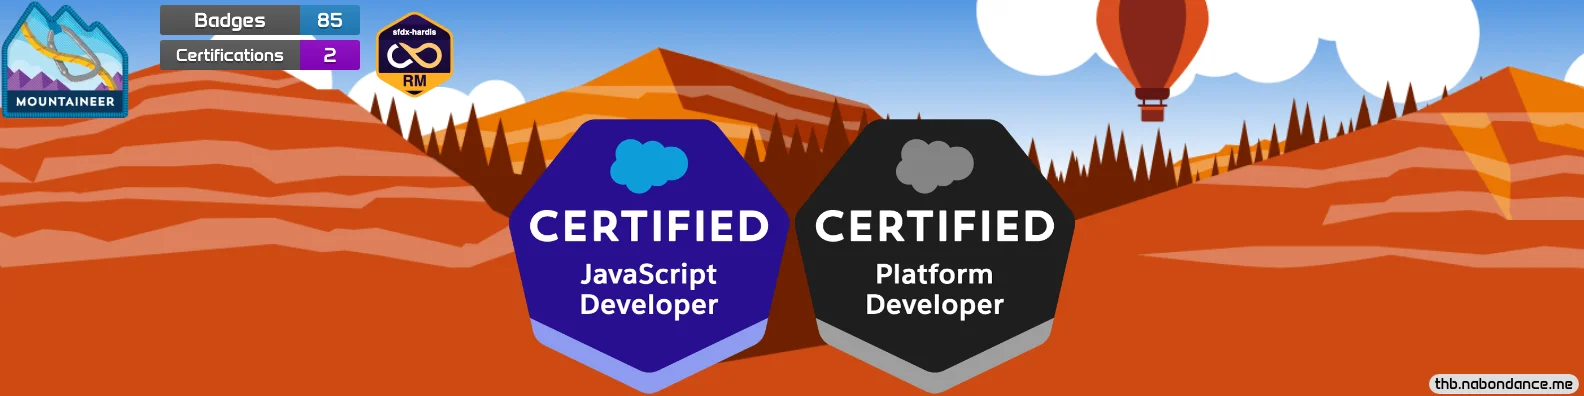 MOUNTAINEER
Badges 85
Certifications 2
sfdx-hardis
RM
CERTIFIED
JavaScript
Developer
CERTIFIED
Platform
Developer
thb.nabondance.me